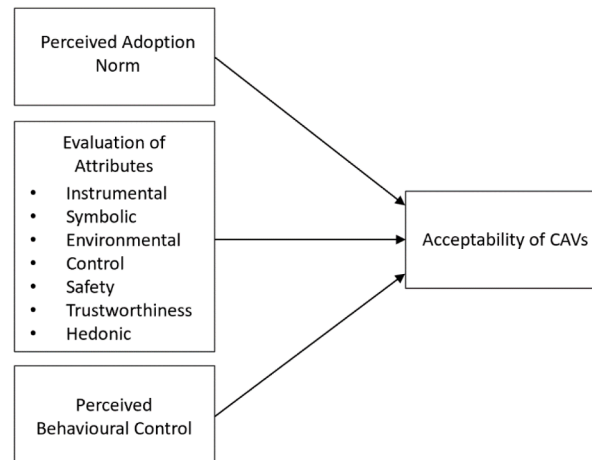 Perceived Adoption
Norm
Evaluation of
Attributes
• Instrumental
• Symbolic
• Environmental
• Control
• Safety
• Trustworthiness
• Hedonic
Acceptability of CAVs
Perceived
Behavioural Control